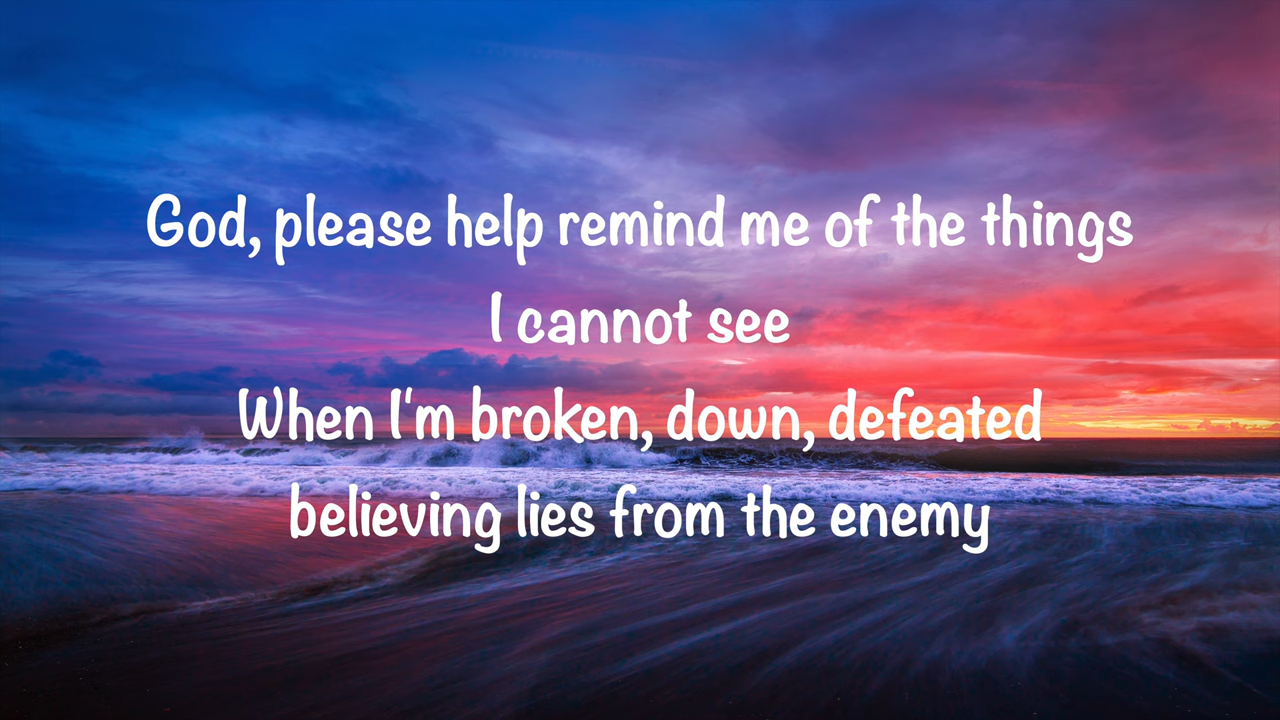 God, please help remind me of the things
I cannot see
When I'm broken, down, defeated
believing lies from the enemy